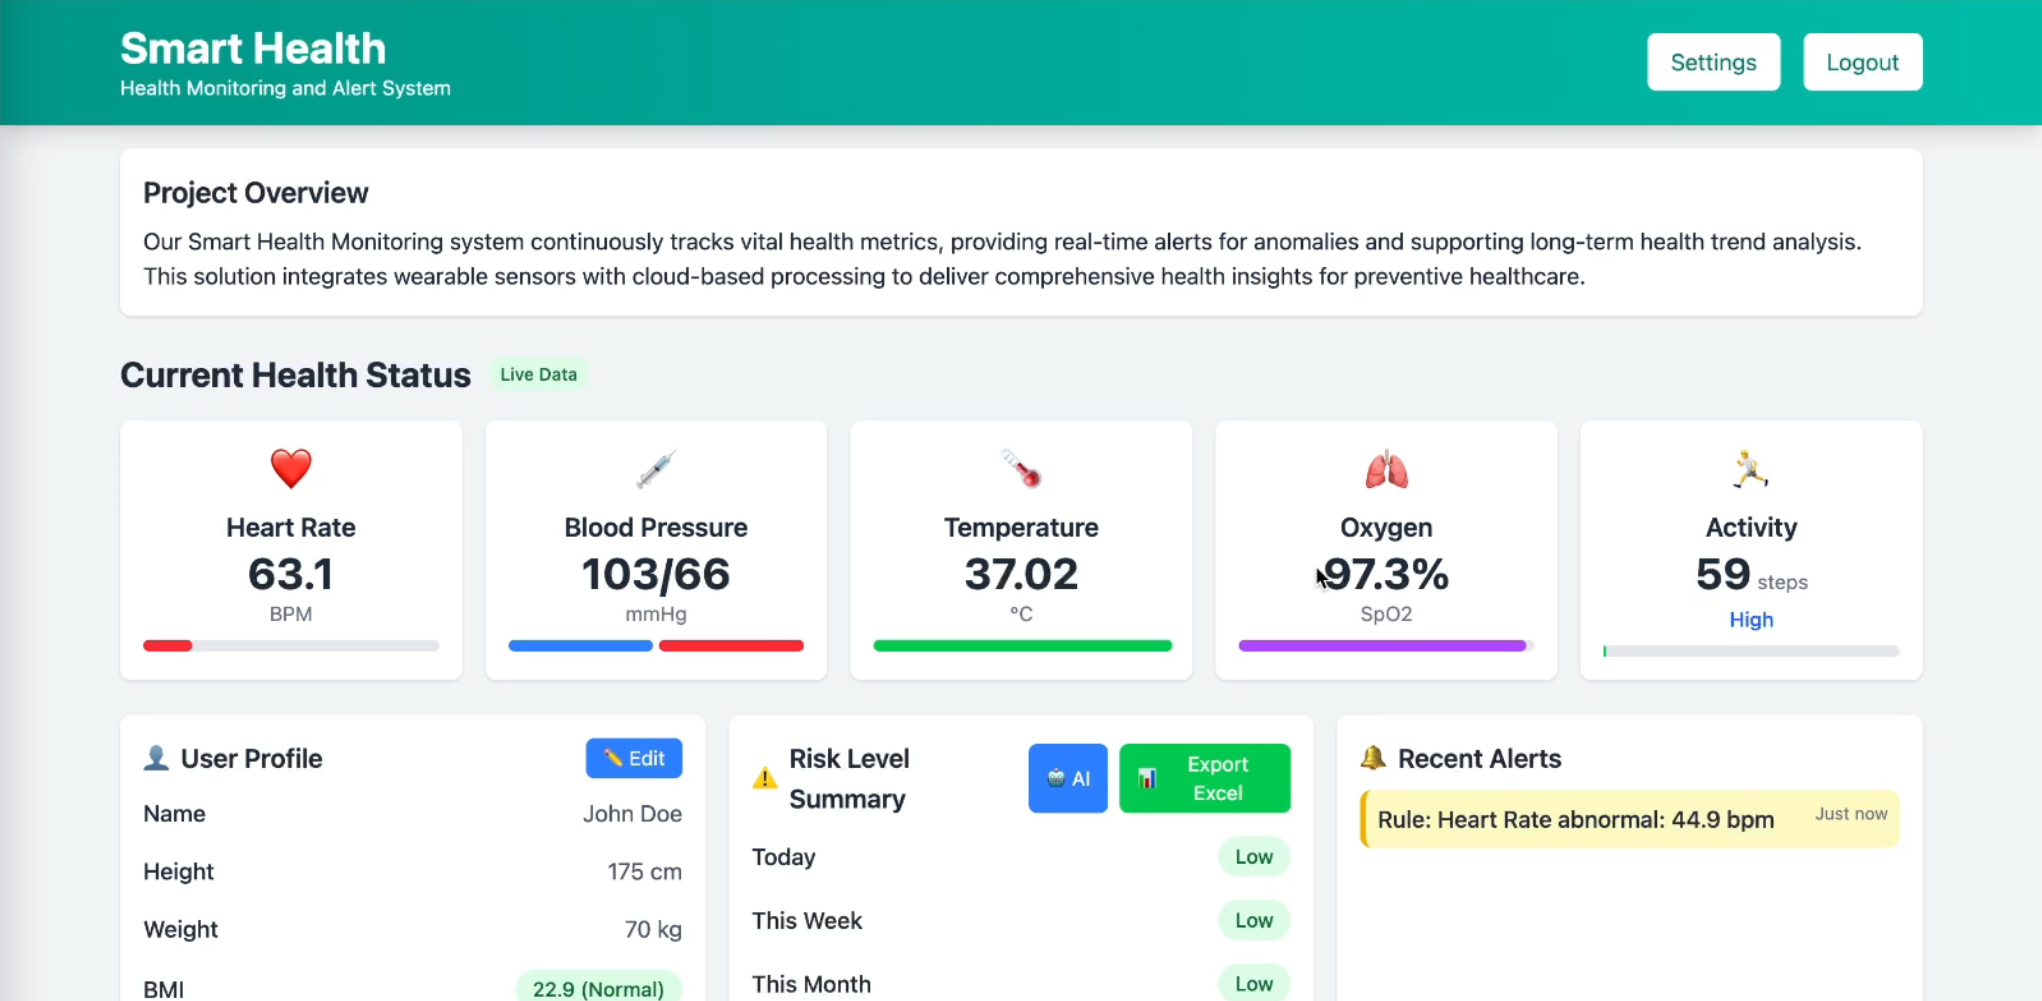 Smart Health
Health Monitoring and Alert System
Settings
Logout
Project Overview
Our Smart Health Monitoring system continuously tracks vital health metrics, providing real-time alerts for anomalies and supporting long-term health trend analysis.
This solution integrates wearable sensors with cloud-based processing to deliver comprehensive health insights for preventive healthcare.
Current Health Status
Live Data
Heart Rate
63.1
BPM
Blood Pressure
103/66
mmHg
Temperature
37.02
°C
Oxygen
97.3%
SpO2
Activity
59 steps
High
User Profile
Edit
Name John Doe
Height 175 cm
Weight 70 kg
BMI 22.9 (Normal)
Risk Level
Summary
AI
Export
Excel
Today Low
This Week Low
This Month Low
Recent Alerts
Rule: Heart Rate abnormal: 44.9 bpm Just now